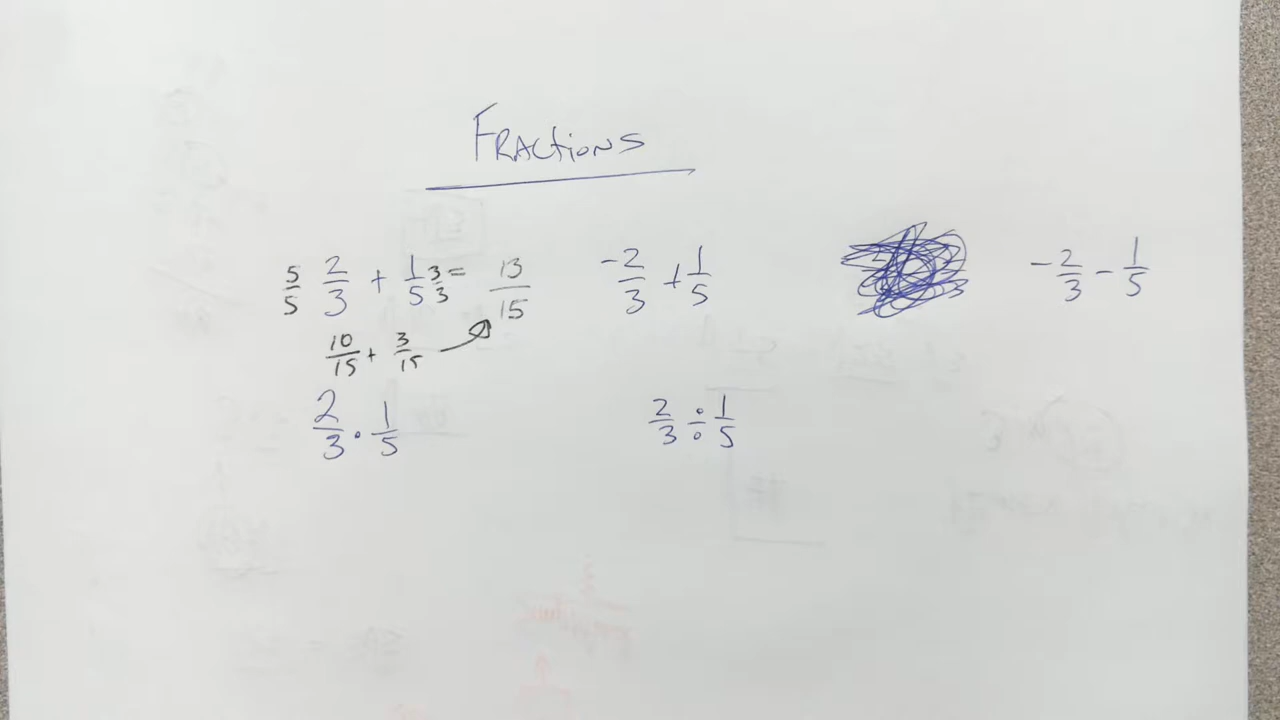 Fractions
5/5 2/3 + 1/5 3/3 = 13/15
-2/3 + 1/5
-2/3 - 1/5
10/15 + 3/15
2/3 · 1/5
2/3 ÷ 1/5